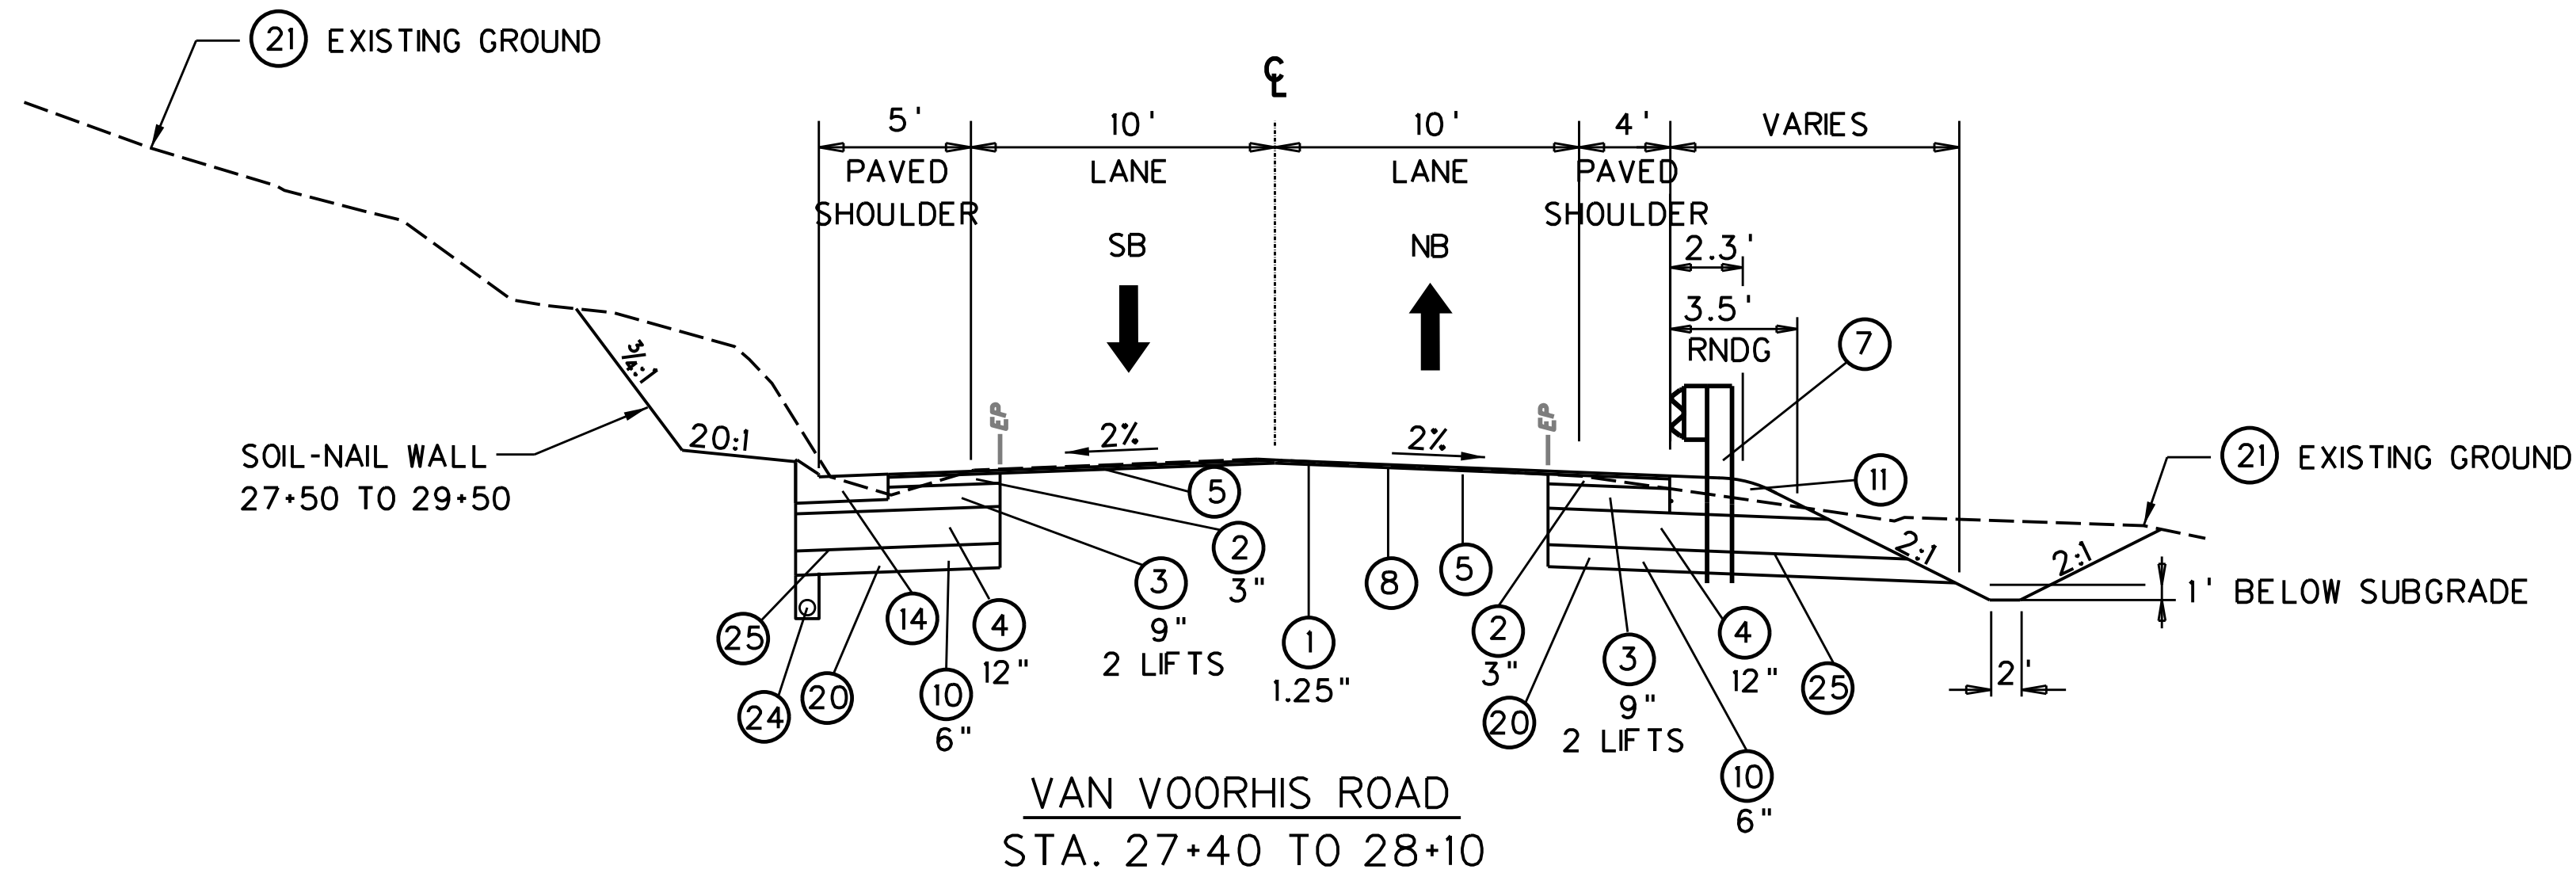 21 EXISTING GROUND
CL
5' 10' 10' 4' VARIES
PAVED LANE LANE PAVED
SHOULDER SHOULDER
SB NB 2.3'
3.5'
RNDG 7
3/4:1
EP EP
SOIL-NAIL WALL 20:1 2% 2% 21 EXISTING GROUND
27+50 TO 29+50 5 11
2:1 2:1
2 3 8 5
3"
1' BELOW SUBGRADE
25 14 4 9" 1 2 3 4
12" 2 LIFTS 1.25" 3" 12" 25
24 20 10 20 9" 2'
6" 2 LIFTS
10
6"
VAN VOORHIS ROAD
STA. 27+40 TO 28+10